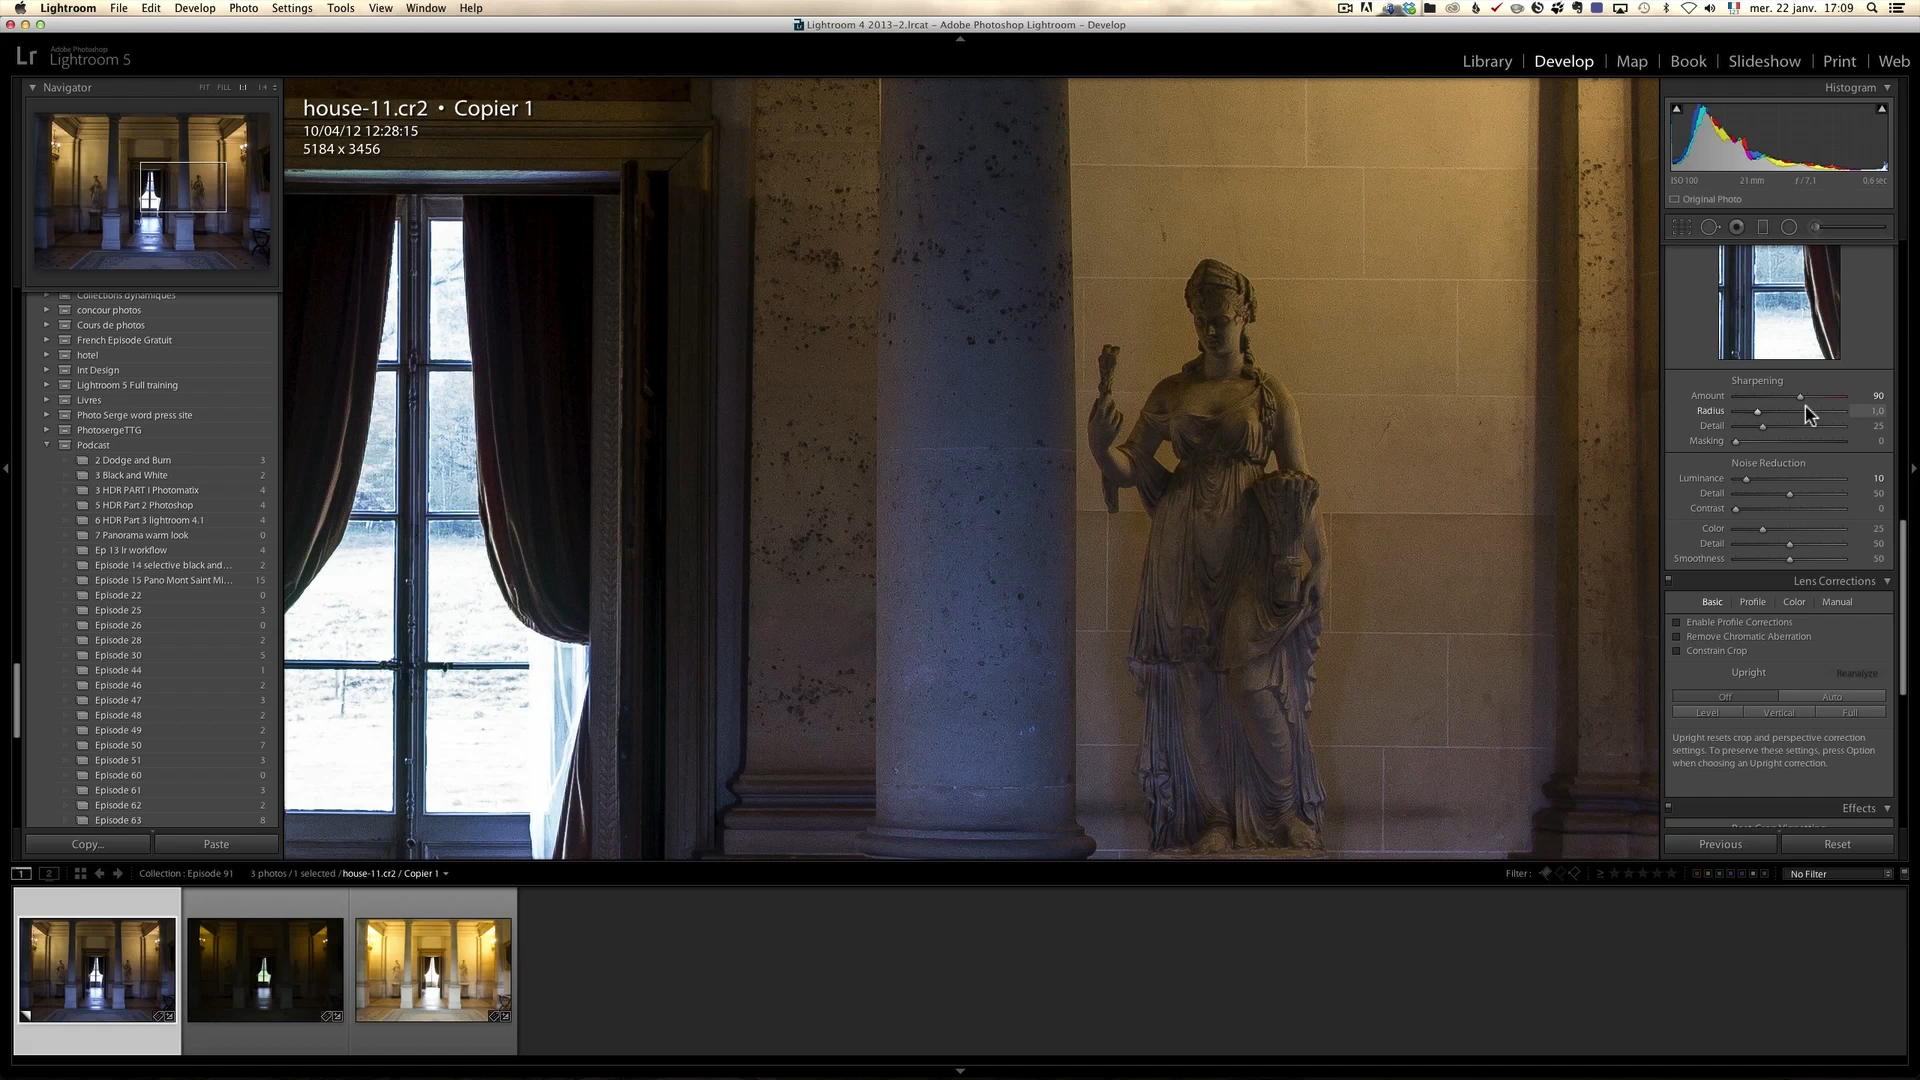 Lightroom File Edit Develop Photo Settings Tools View Window Help
mer. 22 janv. 17:09
Lightroom 4 2013-2.lrcat – Adobe Photoshop Lightroom – Develop
Lr Adobe Photoshop
Lightroom 5
Library Develop Map Book Slideshow Print Web
Navigator FIT FILL 1:1 1:4
Collections dynamiques
concour photos
Cours de photos
French Episode Gratuit
hotel
Int Design
Lightroom 5 Full training
Livres
Photo Serge word press site
PhotosergeTTG
Podcast
2 Dodge and Burn 3
3 Black and White 2
3 HDR PART I Photomatix 4
5 HDR Part 2 Photoshop 4
6 HDR Part 3 lightroom 4.1 4
7 Panorama warm look 0
Ep 13 lr workflow 4
Episode 14 selective black and... 2
Episode 15 Pano Mont Saint Mi... 15
Episode 22 0
Episode 25 3
Episode 26 0
Episode 28 2
Episode 30 5
Episode 44 1
Episode 46 2
Episode 47 3
Episode 48 2
Episode 49 2
Episode 50 7
Episode 51 3
Episode 60 0
Episode 61 3
Episode 62 2
Episode 63 8
Copy... Paste
house-11.cr2 • Copier 1
10/04/12 12:28:15
5184 x 3456
Histogram
ISO 100 21 mm f / 7,1 0,6 sec
Original Photo
Sharpening
Amount 90
Radius 1,0
Detail 25
Masking 0
Noise Reduction
Luminance 10
Detail 50
Contrast 0
Color 25
Detail 50
Smoothness 50
Lens Corrections
Basic Profile Color Manual
Enable Profile Corrections
Remove Chromatic Aberration
Constrain Crop
Upright Reanalyze
Off Auto
Level Vertical Full
Upright resets crop and perspective correction
settings. To preserve these settings, press Option
when choosing an Upright correction.
Effects
Previous Reset
1 2 Collection : Episode 91 3 photos / 1 selected / house-11.cr2 / Copier 1
Filter : No Filter